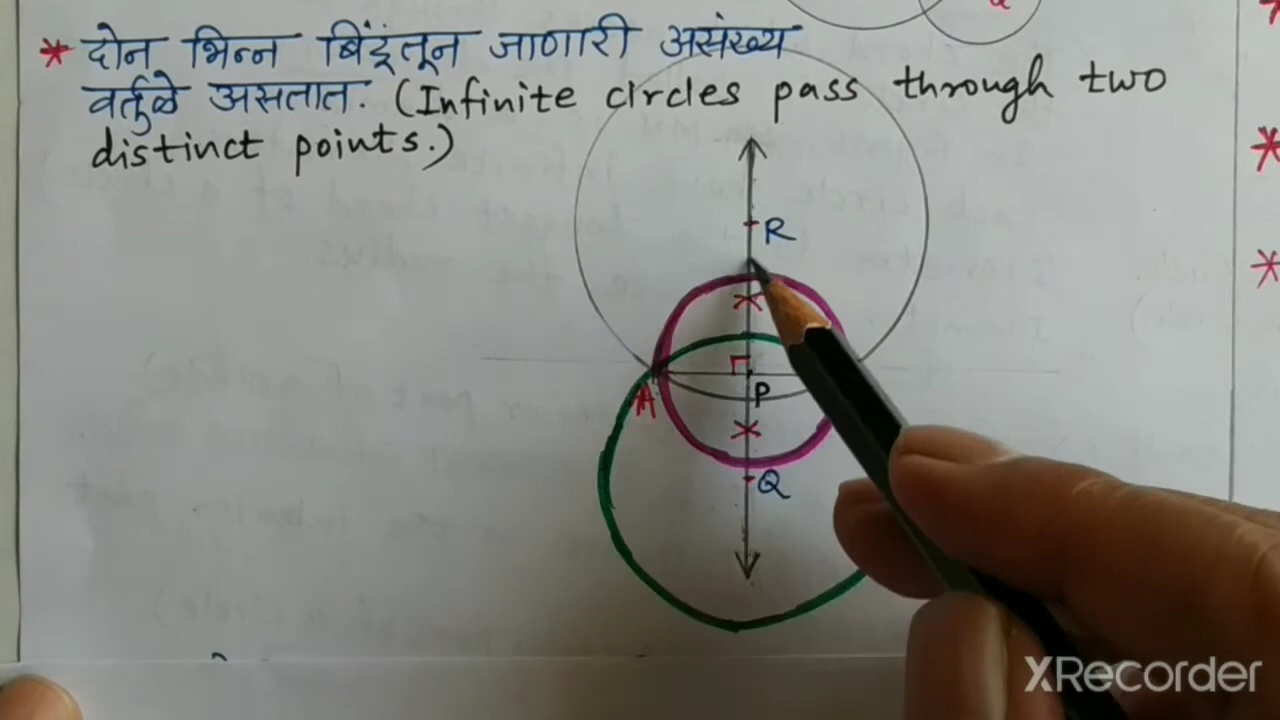 * दोन भिन्न बिंदूंतून जाणारी असंख्य
वर्तुळे असतात. (Infinite circles pass through two
distinct points.)
R
A
P
Q
XRecorder